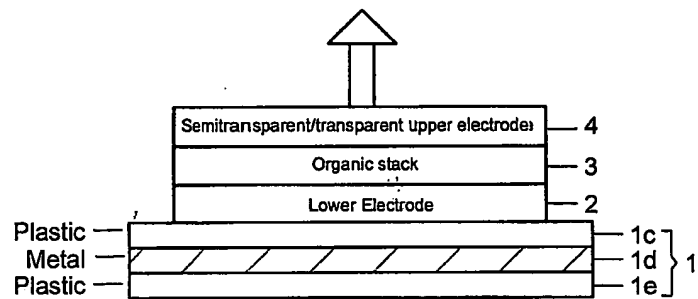 Semitransparent/transparent upper electrode 4
Organic stack 3
Lower Electrode 2
Plastic 1c
Metal 1d 1
Plastic 1e